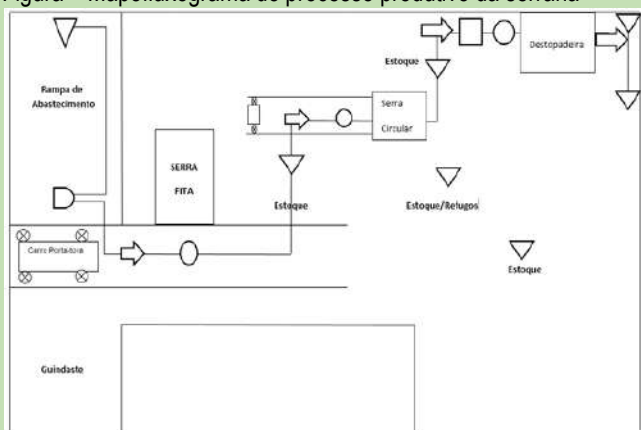 Figura – Mapofluxograma do processo produtivo da serraria
Rampa de
Abastecimento
SERRA
FITA
Carro Portatora
Guindaste
Estoque
Serra
Circular
Estoque
Destopadeira
Estoque/Refugos
Estoque